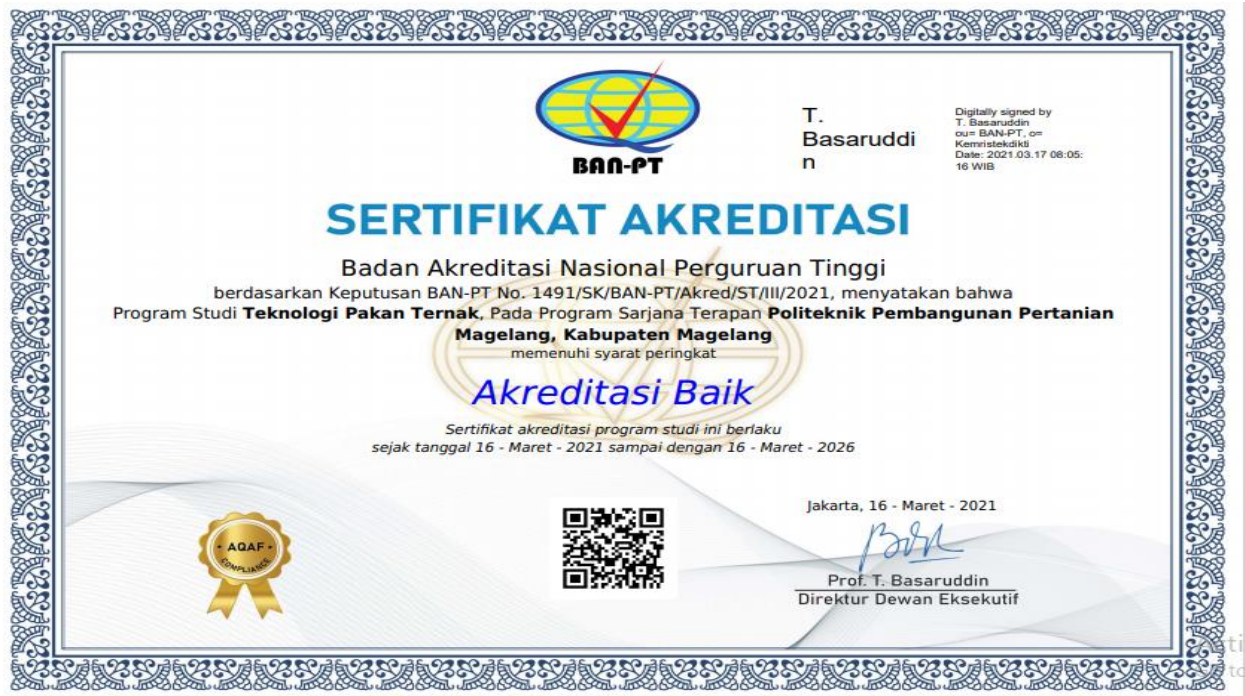 BAN-PT
T.
Basaruddi
n
Digitally signed by
T. Basaruddin
ou= BAN-PT, o=
Kemristekdikti
Date: 2021.03.17 08:05:
16 WIB
SERTIFIKAT AKREDITASI
Badan Akreditasi Nasional Perguruan Tinggi
berdasarkan Keputusan BAN-PT No. 1491/SK/BAN-PT/Akred/ST/III/2021, menyatakan bahwa
Program Studi Teknologi Pakan Ternak, Pada Program Sarjana Terapan Politeknik Pembangunan Pertanian
Magelang, Kabupaten Magelang
memenuhi syarat peringkat
Akreditasi Baik
Sertifikat akreditasi program studi ini berlaku
sejak tanggal 16 - Maret - 2021 sampai dengan 16 - Maret - 2026
AQAF
COMPLIANCE
Jakarta, 16 - Maret - 2021
Prof. T. Basaruddin
Direktur Dewan Eksekutif